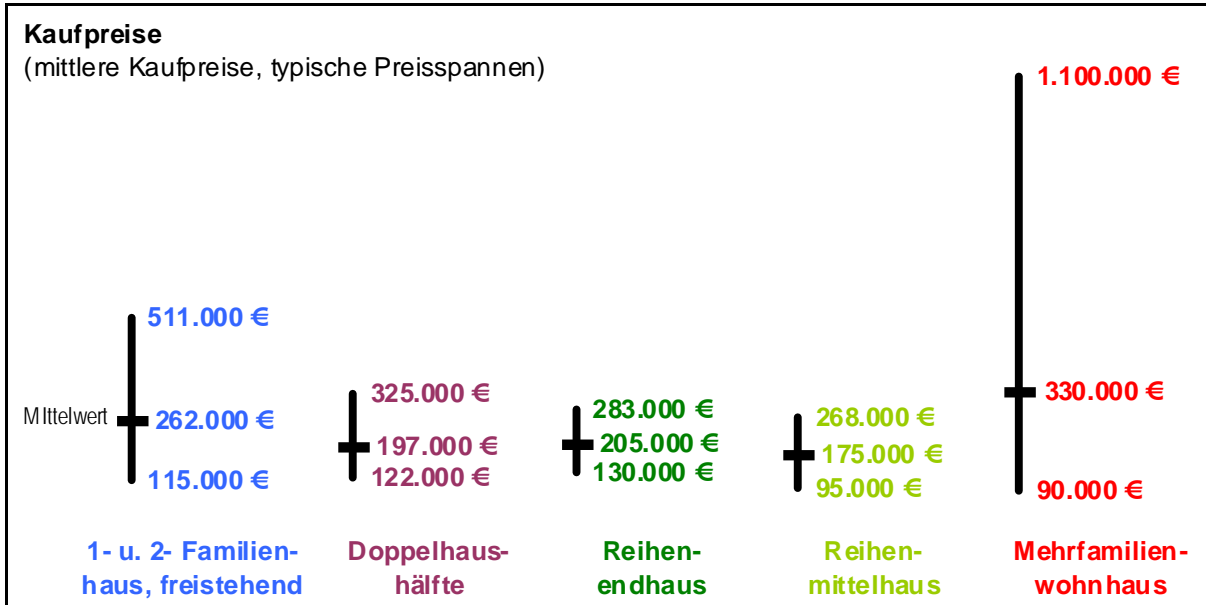 Kaufpreise
(mittlere Kaufpreise, typische Preisspannen)
1.100.000 €
511.000 €
325.000 €
283.000 €
268.000 €
330.000 €
MIttelwert
262.000 €
197.000 €
205.000 €
175.000 €
115.000 €
122.000 €
130.000 €
95.000 €
90.000 €
1- u. 2- Familien-
haus, freistehend
Doppelhaus-
hälfte
Reihen-
endhaus
Reihen-
mittelhaus
Mehrfamilien-
wohnhaus